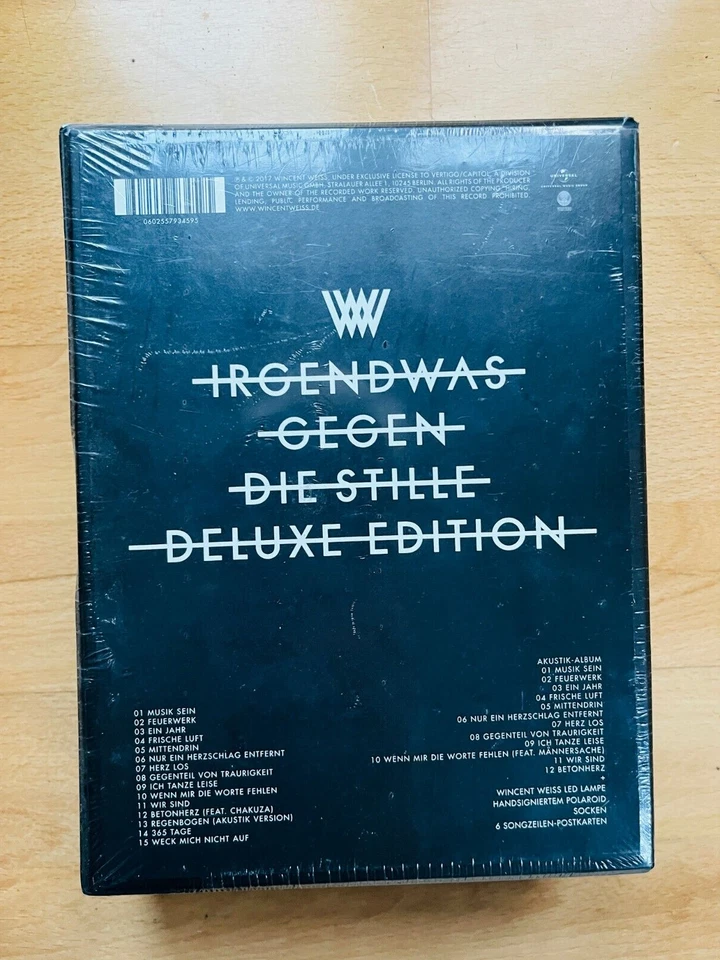 ℗ & © 2017 WINCENT WEISS, UNDER EXCLUSIVE LICENSE TO VERTIGO/CAPITOL, A DIVISION
OF UNIVERSAL MUSIC GMBH, STRALAUER ALLEE 1, 10245 BERLIN. ALL RIGHTS OF THE PRODUCER
AND THE OWNER OF THE RECORDED WORK RESERVED. UNAUTHORIZED COPYING, HIRING,
LENDING, PUBLIC PERFORMANCE AND BROADCASTING OF THIS RECORD PROHIBITED
WWW.WINCENTWEISS.DE
0602557934595
UNIVERSAL
UNIVERSAL MUSIC GROUP
WW
IRGENDWAS
GEGEN
DIE STILLE
DELUXE EDITION
01 MUSIK SEIN
02 FEUERWERK
03 EIN JAHR
04 FRISCHE LUFT
05 MITTENDRIN
06 NUR EIN HERZSCHLAG ENTFERNT
07 HERZ LOS
08 GEGENTEIL VON TRAURIGKEIT
09 ICH TANZE LEISE
10 WENN MIR DIE WORTE FEHLEN
11 WIR SIND
12 BETONHERZ (FEAT. CHAKUZA)
13 REGENBOGEN (AKUSTIK VERSION)
14 365 TAGE
15 WECK MICH NICHT AUF
AKUSTIK-ALBUM
01 MUSIK SEIN
02 FEUERWERK
03 EIN JAHR
04 FRISCHE LUFT
05 MITTENDRIN
06 NUR EIN HERZSCHLAG ENTFERNT
07 HERZ LOS
08 GEGENTEIL VON TRAURIGKEIT
09 ICH TANZE LEISE
10 WENN MIR DIE WORTE FEHLEN (FEAT. MÄNNERSACHE)
11 WIR SIND
12 BETONHERZ
+
WINCENT WEISS LED LAMPE
HANDSIGNIERTEM POLAROID
SOCKEN
6 SONGZEILEN-POSTKARTEN